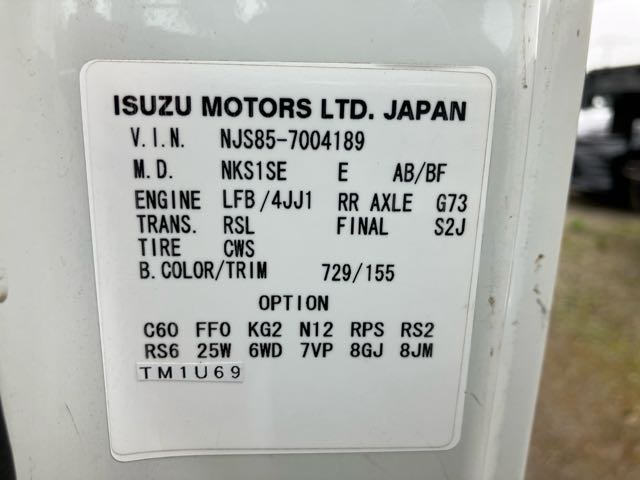 ISUZU MOTORS LTD. JAPAN
V.I.N. NJS85-7004189
M.D. NKS1SE E AB/BF
ENGINE LFB/4JJ1 RR AXLE G73
TRANS. RSL FINAL S2J
TIRE CWS
B.COLOR/TRIM 729/155
OPTION
C60 FF0 KG2 N12 RPS RS2
RS6 25W 6WD 7VP 8GJ 8JM
TM1U69